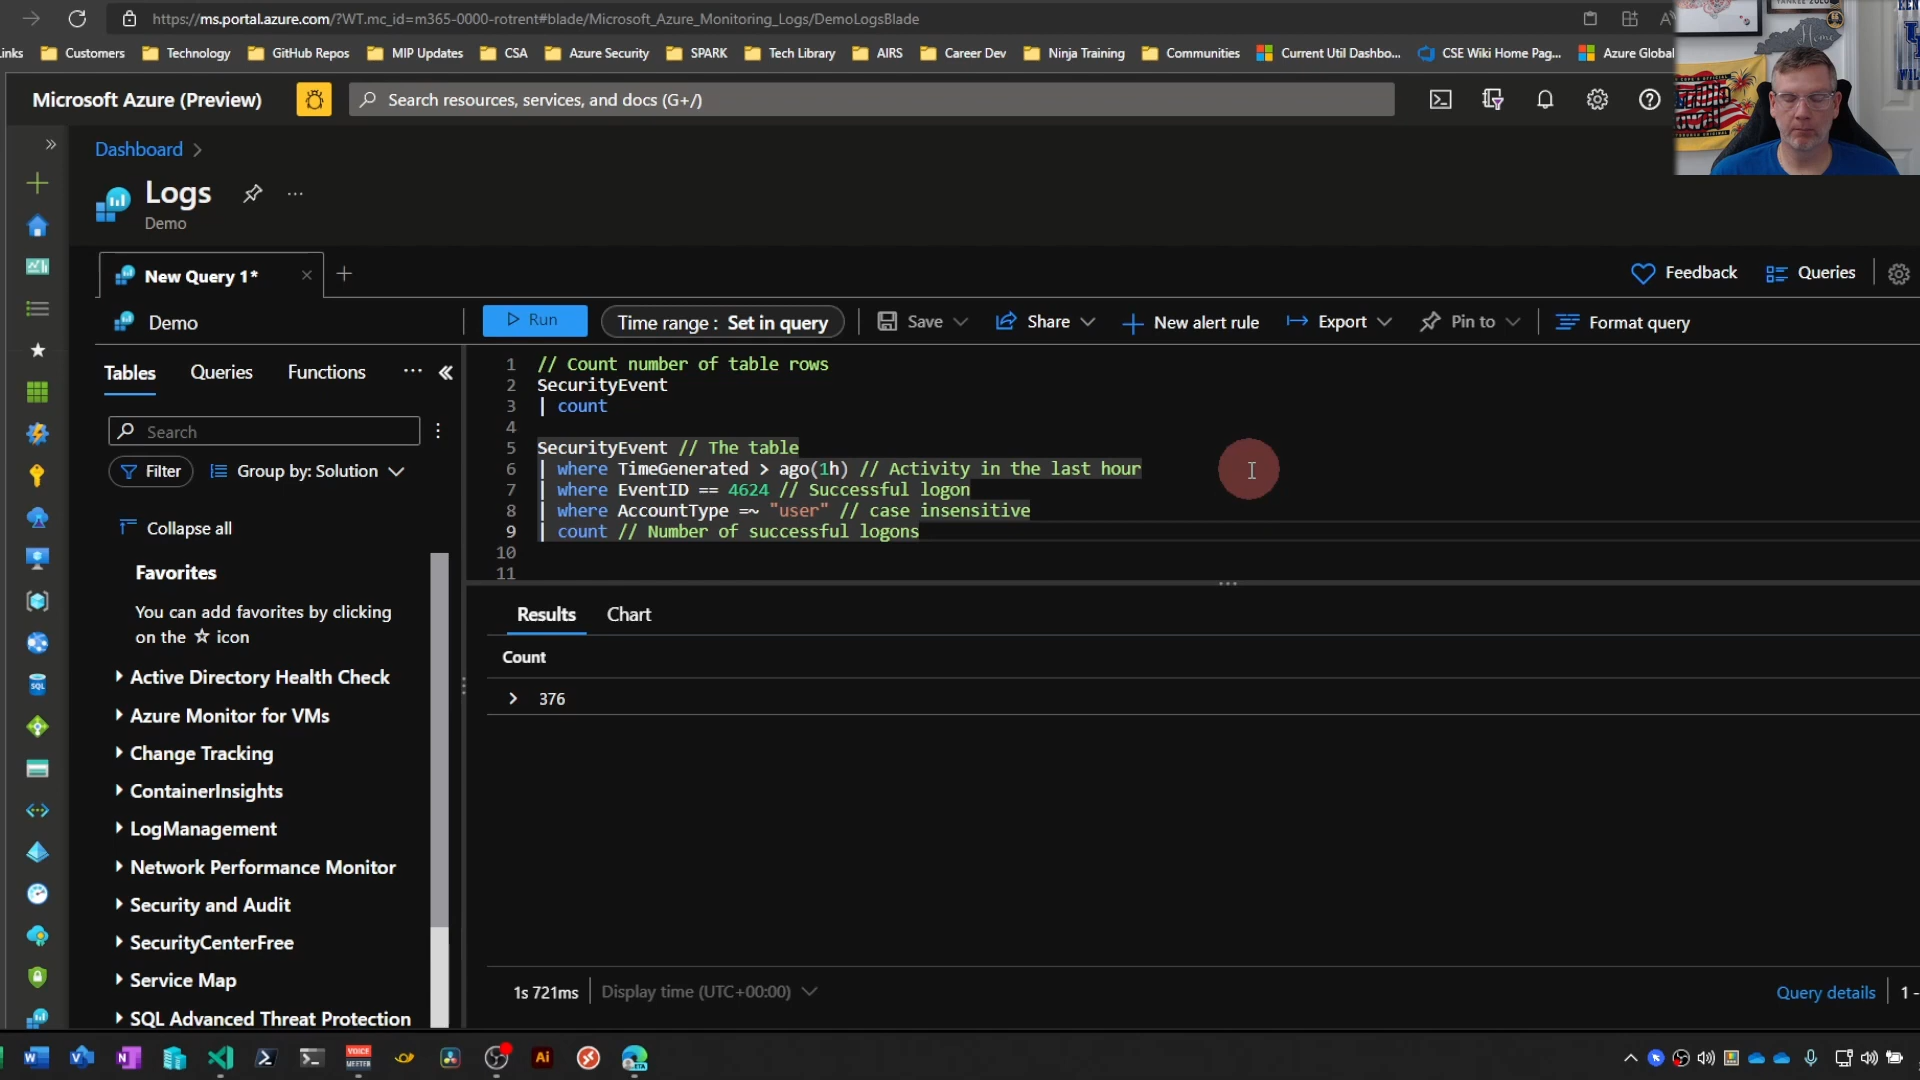 https://ms.portal.azure.com/?WT.mc_id=m365-0000-rotrent#blade/Microsoft_Azure_Monitoring_Logs/DemoLogsBlade
inks Customers Technology GitHub Repos MIP Updates CSA Azure Security SPARK Tech Library AIRS Career Dev Ninja Training Communities Current Util Dashbo... CSE Wiki Home Pag... Azure Global
Microsoft Azure (Preview)
Search resources, services, and docs (G+/)
Dashboard
Logs
Demo
New Query 1*
Feedback Queries
Demo
Run
Time range : Set in query
Save Share New alert rule Export Pin to Format query
Tables Queries Functions
Search
Filter Group by: Solution
Collapse all
Favorites
You can add favorites by clicking
on the ☆ icon
Active Directory Health Check
Azure Monitor for VMs
Change Tracking
ContainerInsights
LogManagement
Network Performance Monitor
Security and Audit
SecurityCenterFree
Service Map
SQL Advanced Threat Protection
1 // Count number of table rows
2 SecurityEvent
3 | count
4
5 SecurityEvent // The table
6 | where TimeGenerated > ago(1h) // Activity in the last hour
7 | where EventID == 4624 // Successful logon
8 | where AccountType =~ "user" // case insensitive
9 | count // Number of successful logons
10
11
Results Chart
Count
376
1s 721ms Display time (UTC+00:00)
Query details 1 -